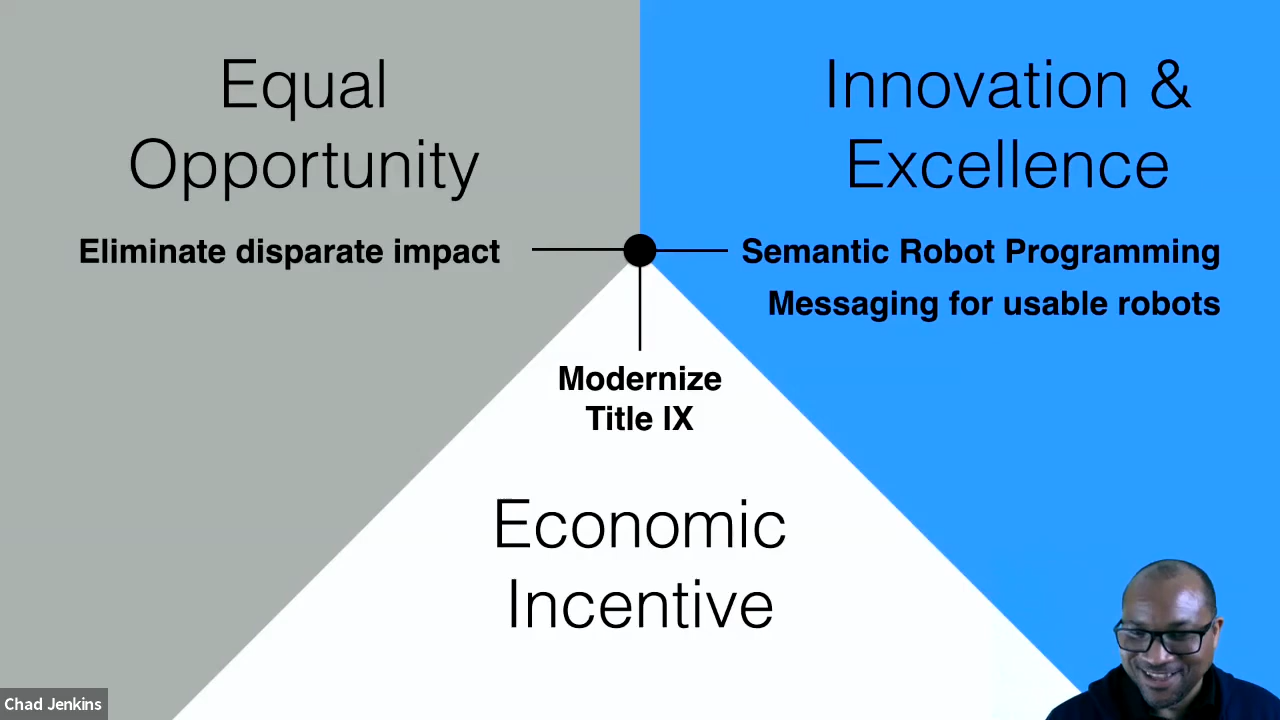 Equal
Opportunity
Eliminate disparate impact
Innovation &
Excellence
Semantic Robot Programming
Messaging for usable robots
Modernize
Title IX
Economic
Incentive
Chad Jenkins